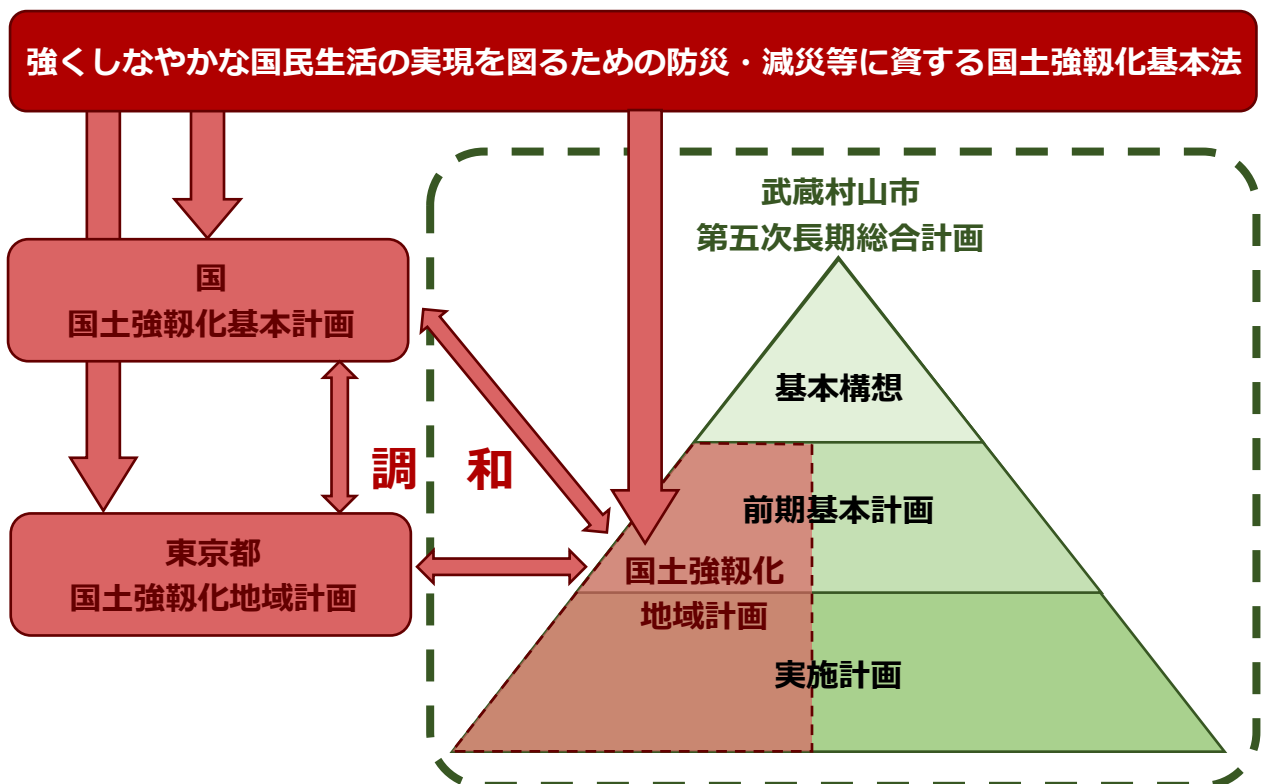 強くしなやかな国民生活の実現を図るための防災・減災等に資する国土強靱化基本法
武蔵村山市
第五次長期総合計画
国
国土強靱化基本計画
基本構想
調　和
前期基本計画
東京都
国土強靱化地域計画
国土強靱化
地域計画
実施計画